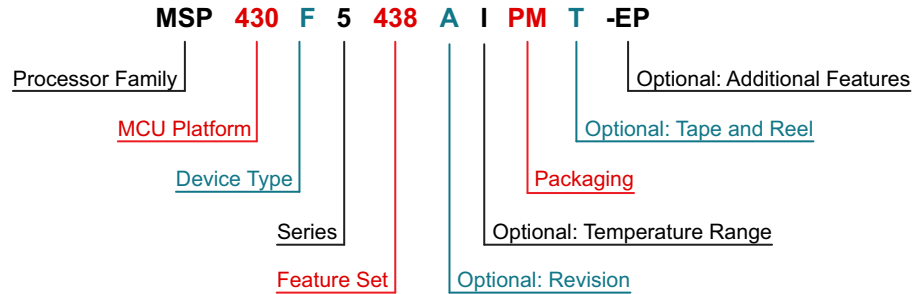 MSP 430 F 5 438 A I PM T -EP
Processor Family
Optional: Additional Features
MCU Platform
Optional: Tape and Reel
Device Type
Packaging
Series
Optional: Temperature Range
Feature Set
Optional: Revision